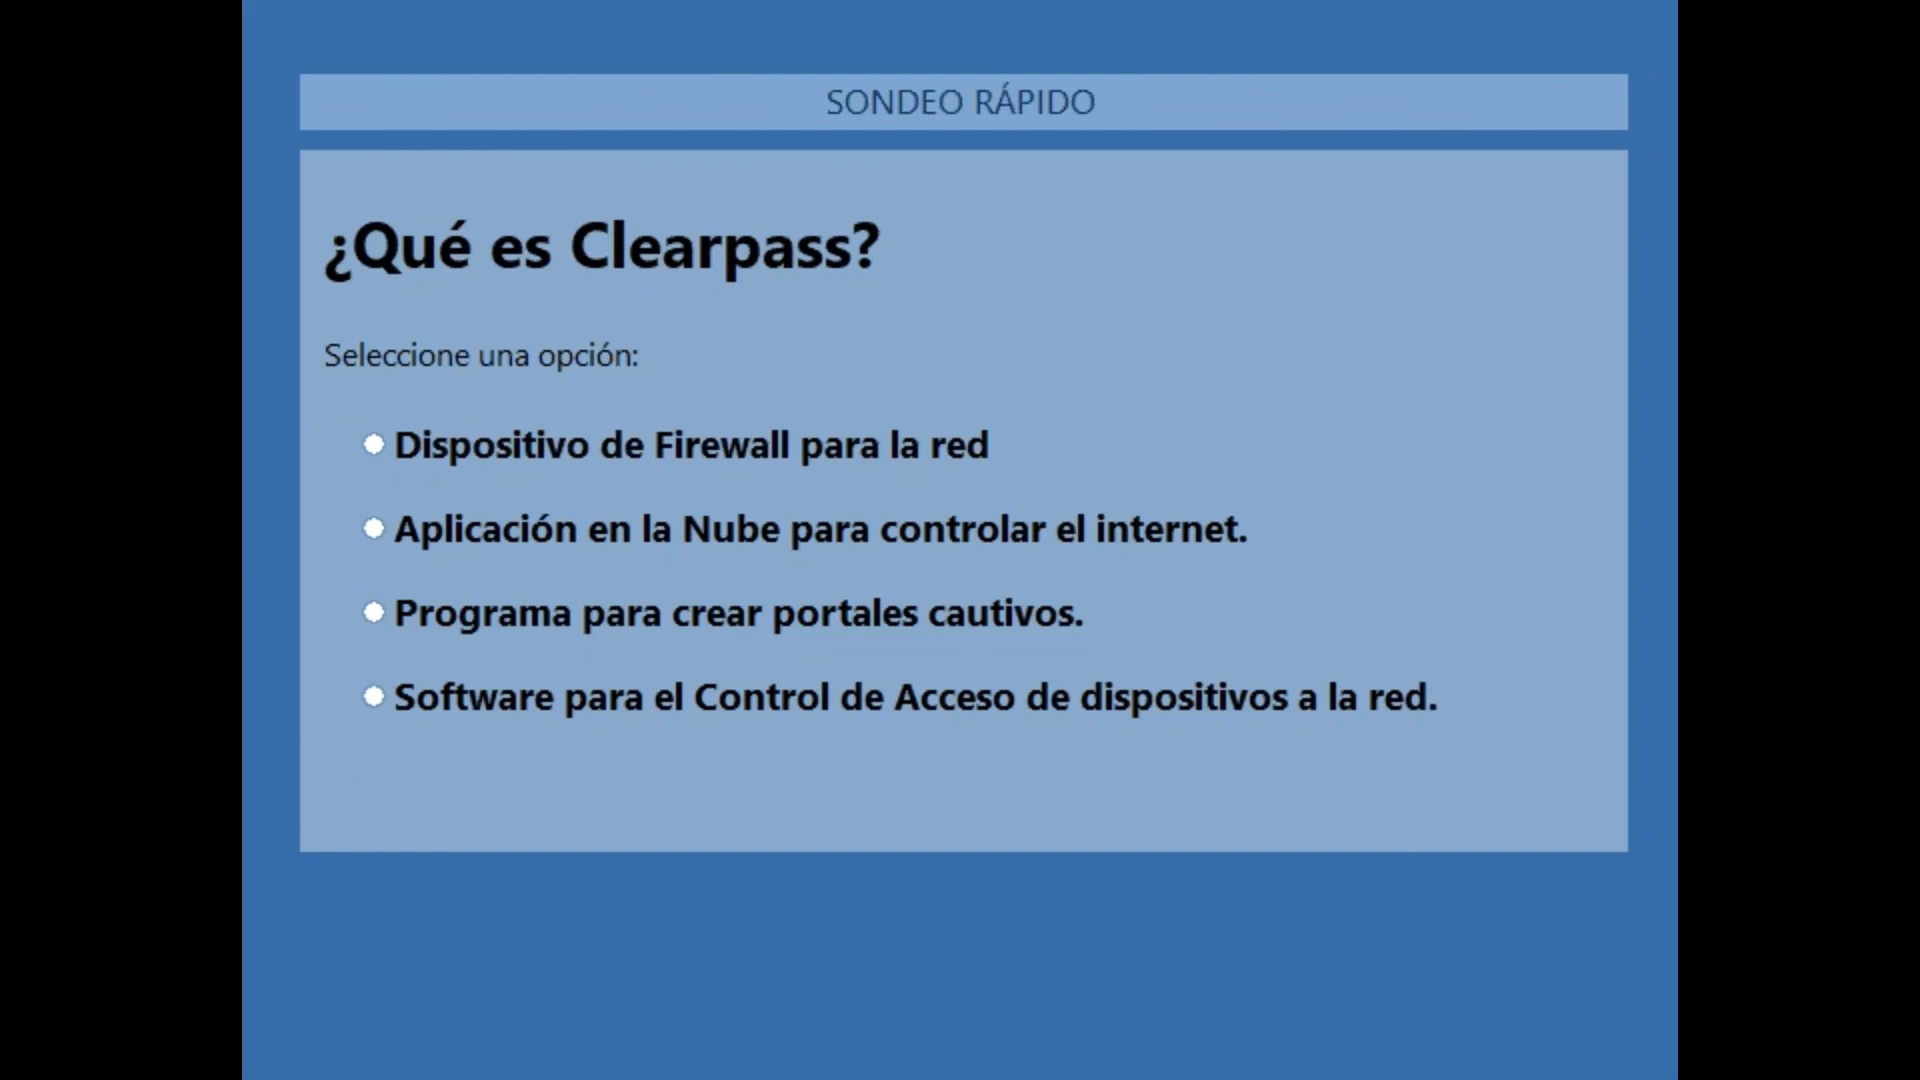 SONDEO RÁPIDO
¿Qué es Clearpass?
Seleccione una opción:
Dispositivo de Firewall para la red
Aplicación en la Nube para controlar el internet.
Programa para crear portales cautivos.
Software para el Control de Acceso de dispositivos a la red.